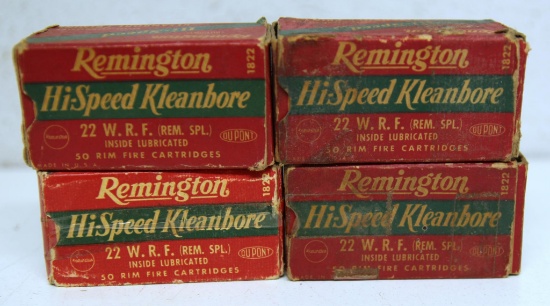 Remington
1822
Hi-Speed Kleanbore
22 W. R. F. (REM. SPL.)
INSIDE LUBRICATED
DU PONT
50 RIM FIRE CARTRIDGES
MADE IN U.S.A.
Remington
1822
Hi-Speed Kleanbore
22 W. R. F. (REM. SPL.)
INSIDE LUBRICATED
DU PONT
50 RIM FIRE CARTRIDGES
Remington
1822
Hi-Speed Kleanbore
22 W. R. F. (REM. SPL.)
INSIDE LUBRICATED
DU PONT
50 RIM FIRE CARTRIDGES
Remington
1822
Hi-Speed Kleanbore
22 W. R. F. (REM. SPL.)
INSIDE LUBRICATED
DU PONT
50 RIM FIRE CARTRIDGES